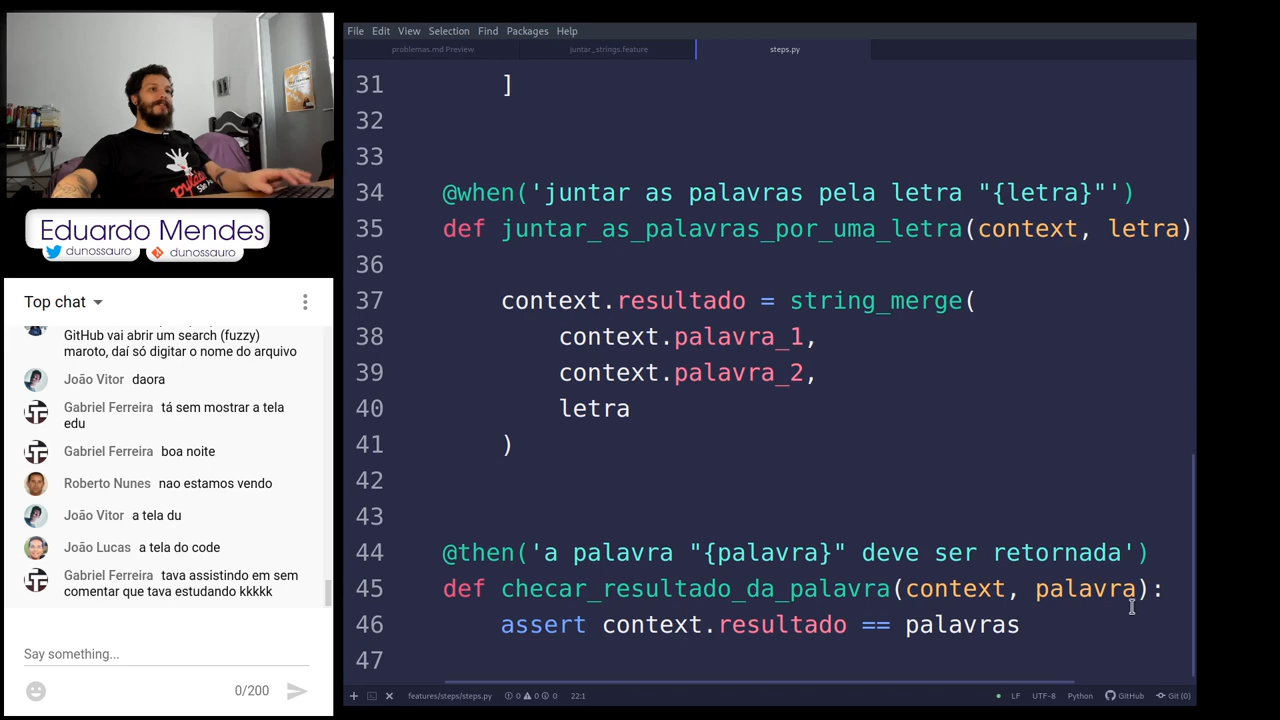 File Edit View Selection Find Packages Help
problemas.md Preview
juntar_strings.feature
steps.py
31 ]
32
33
34 @when('juntar as palavras pela letra "{letra}"')
35 def juntar_as_palavras_por_uma_letra(context, letra)
36
37 context.resultado = string_merge(
38 context.palavra_1,
39 context.palavra_2,
40 letra
41 )
42
43
44 @then('a palavra "{palavra}" deve ser retornada')
45 def checar_resultado_da_palavra(context, palavra):
46 assert context.resultado == palavras
47
features/steps/steps.py 0 0 0 22:1
LF UTF-8 Python GitHub Git (0)
Eduardo Mendes
dunossauro dunossauro
Top chat
GitHub vai abrir um search (fuzzy)
maroto, daí só digitar o nome do arquivo
João Vitor daora
Gabriel Ferreira tá sem mostrar a tela
edu
Gabriel Ferreira boa noite
Roberto Nunes nao estamos vendo
João Vitor a tela du
João Lucas a tela do code
Gabriel Ferreira tava assistindo em sem
comentar que tava estudando kkkkk
Say something...
0/200